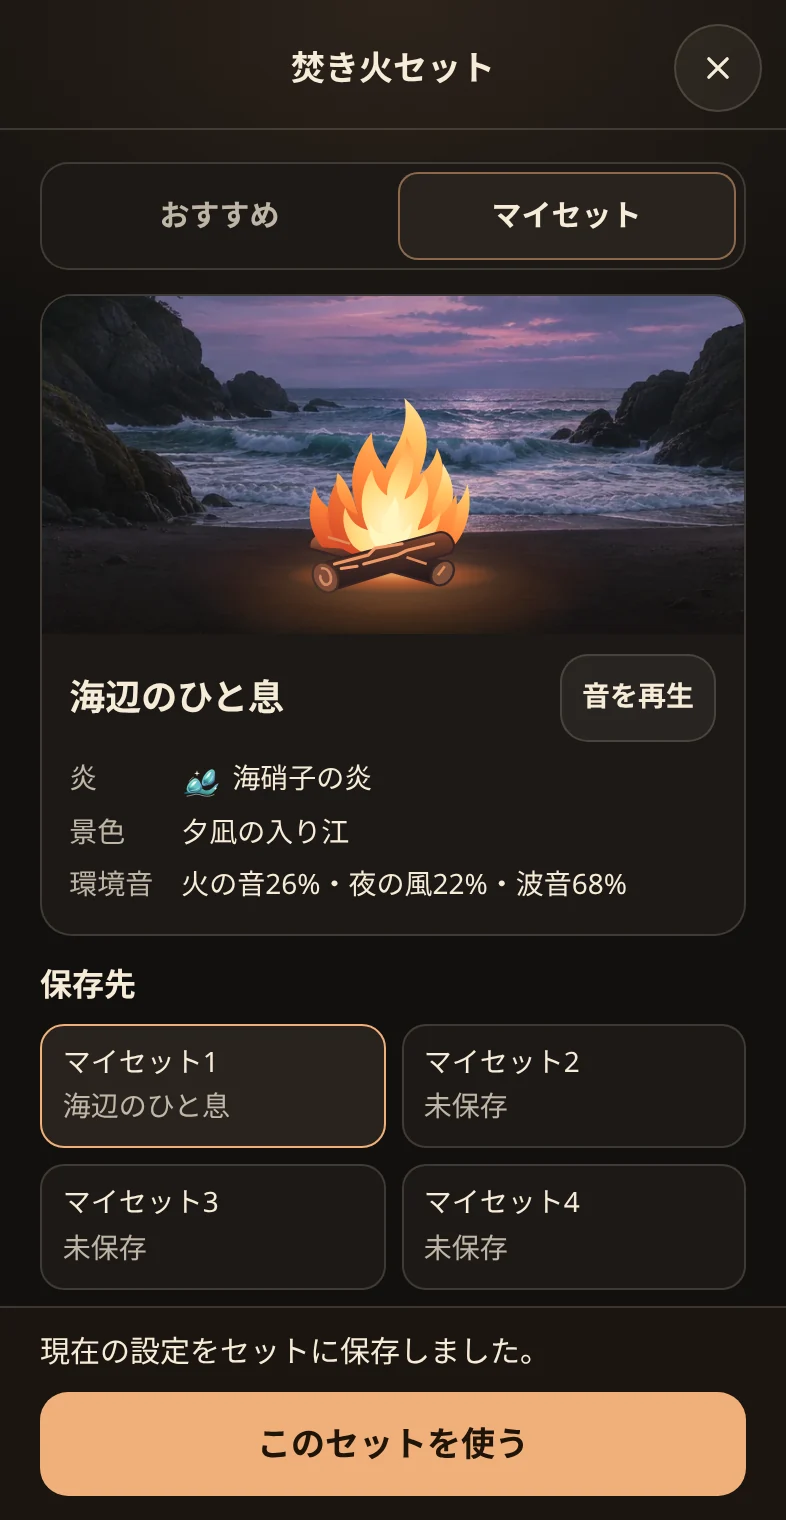 焚き火セット
おすすめ
マイセット
海辺のひと息
音を再生
炎 海硝子の炎
景色 夕凪の入り江
環境音 火の音26%・夜の風22%・波音68%
保存先
マイセット1
海辺のひと息
マイセット2
未保存
マイセット3
未保存
マイセット4
未保存
現在の設定をセットに保存しました。
このセットを使う